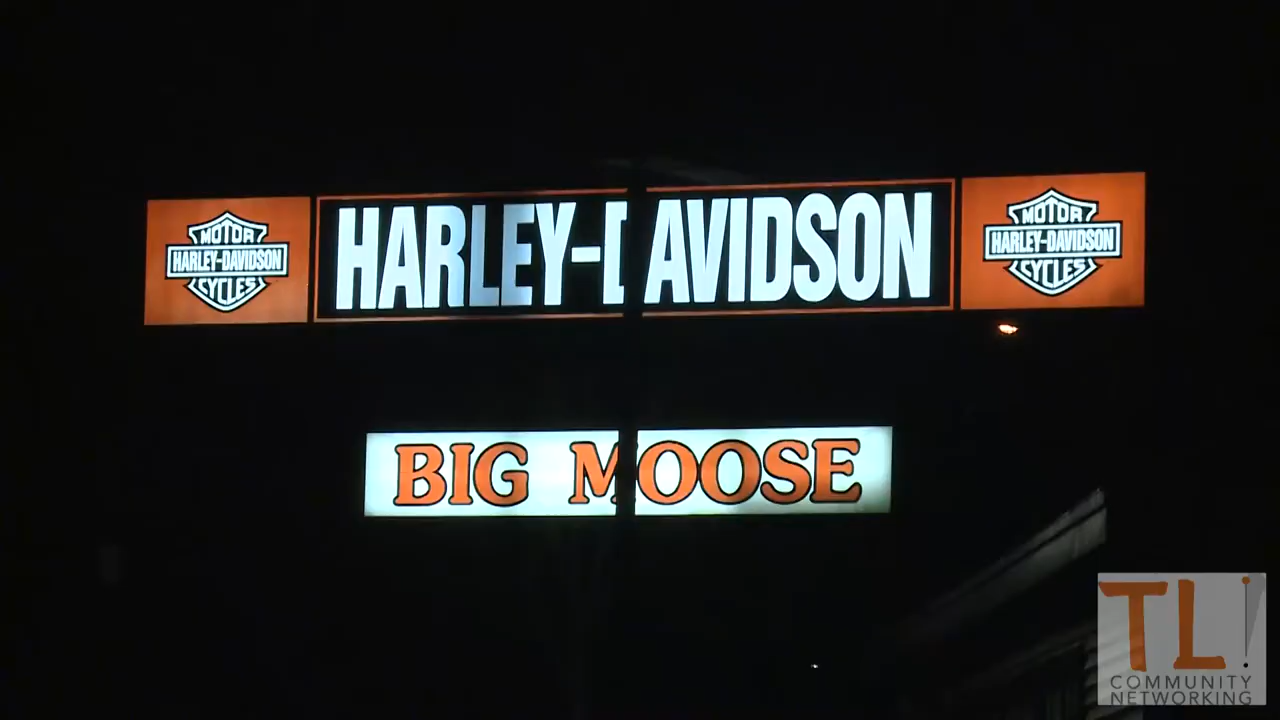 MOTOR
HARLEY-DAVIDSON
CYCLES
HARLEY-DAVIDSON
MOTOR
HARLEY-DAVIDSON
CYCLES
BIG MOOSE
TL!
COMMUNITY
NETWORKING